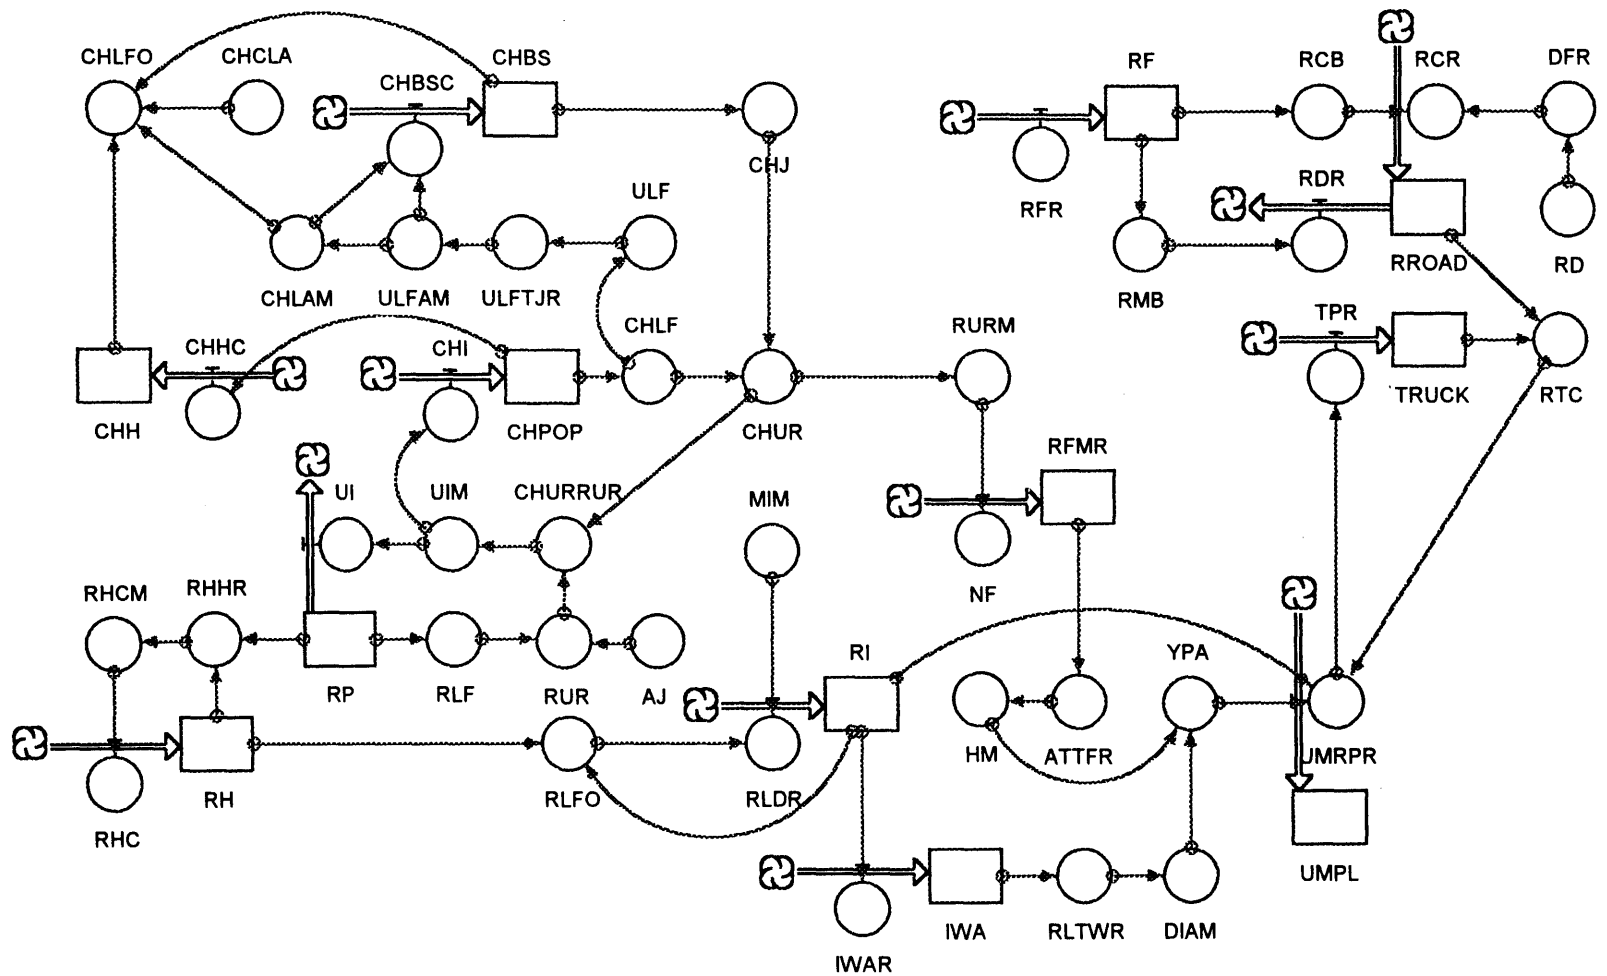 CHLFO
CHCLA
CHBS
CHBSC
CHJ
RF
RCB
RCR
DFR
RFR
RDR
RMB
RROAD
RD
ULF
CHLAM
ULFAM
ULFTJR
CHLF
RURM
TPR
TRUCK
RTC
CHHC
CHI
CHH
CHPOP
CHUR
RFMR
UI
UIM
CHURRUR
MIM
NF
RHCM
RHHR
RP
RLF
RUR
AJ
RI
YPA
HM
ATTFR
UMRPR
RHC
RH
RLFO
RLDR
UMPL
IWAR
IWA
RLTWR
DIAM